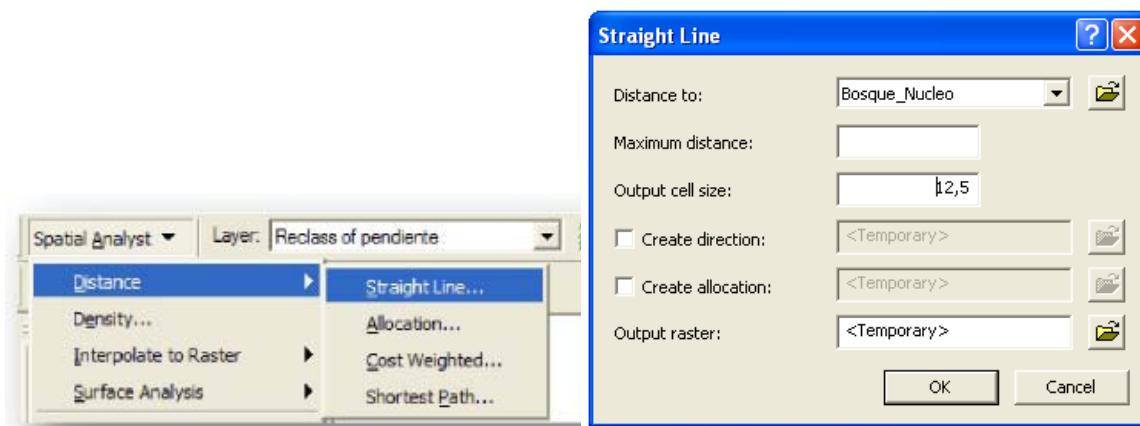 Spatial Analyst
Layer:
Reclass of pendiente
Distance
Density...
Interpolate to Raster
Surface Analysis
Straight Line...
Allocation...
Cost Weighted...
Shortest Path...
Straight Line
Distance to:
Bosque_Nucleo
Maximum distance:
Output cell size:
12,5
Create direction:
<Temporary>
Create allocation:
<Temporary>
Output raster:
<Temporary>
OK
Cancel